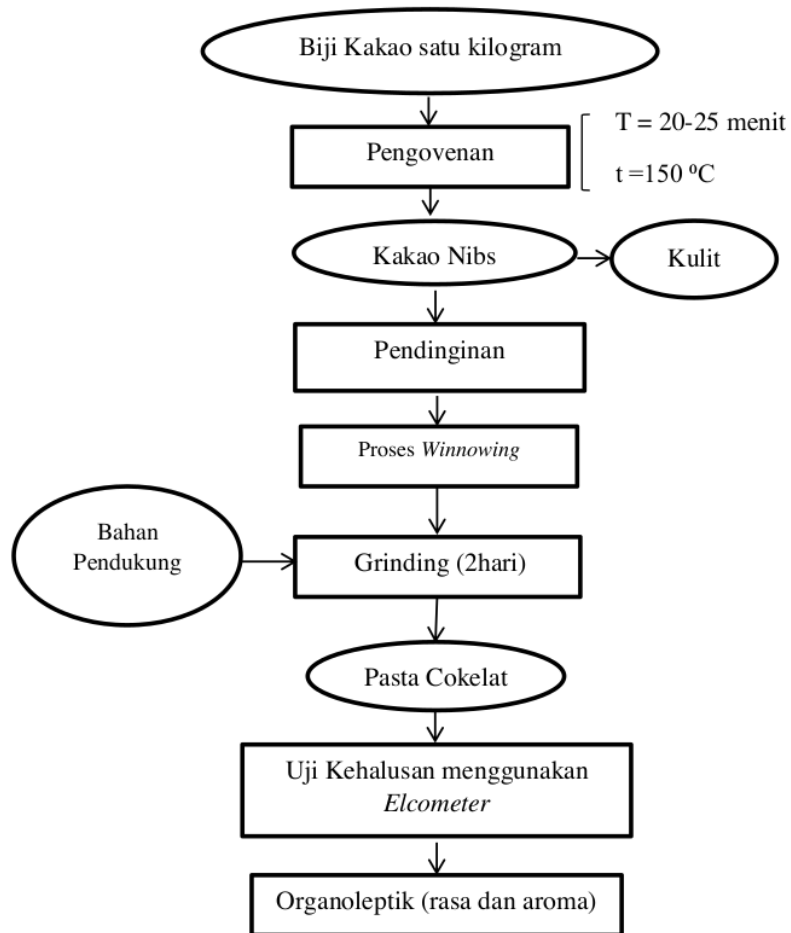 Biji Kakao satu kilogram
T = 20-25 menit
Pengovenan
t =150 ⁰C
Kakao Nibs
Kulit
Pendinginan
Proses Winnowing
Bahan
Pendukung
Grinding (2hari)
Pasta Cokelat
Uji Kehalusan menggunakan
Elcometer
Organoleptik (rasa dan aroma)